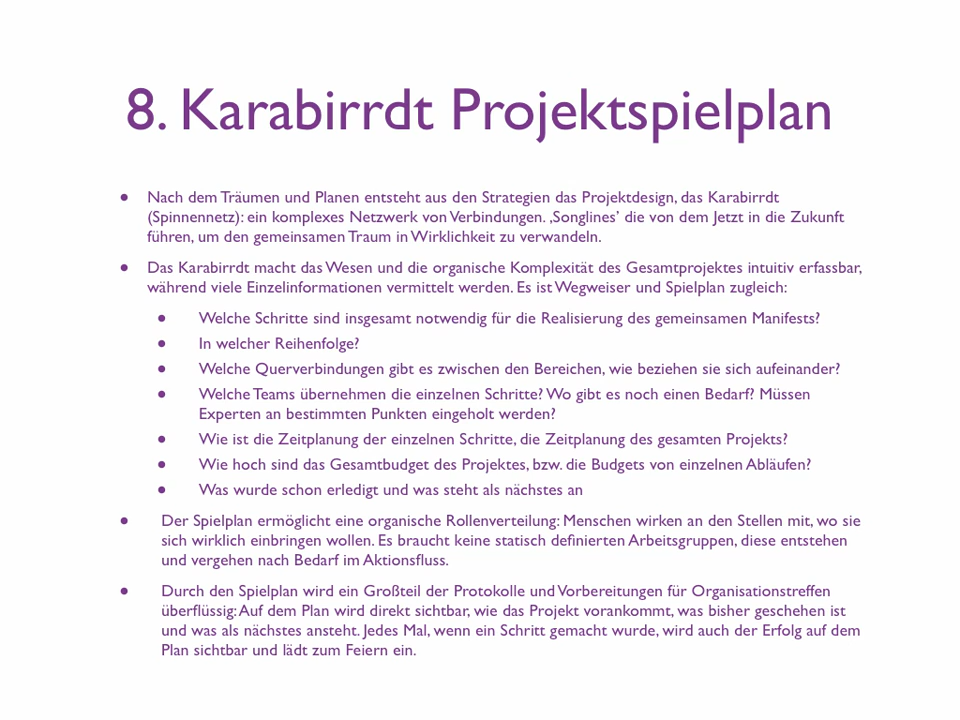 8. Karabirrdt Projektspielplan
• Nach dem Träumen und Planen entsteht aus den Strategien das Projektdesign, das Karabirrdt
(Spinnennetz): ein komplexes Netzwerk von Verbindungen. ‚Songlines’ die von dem Jetzt in die Zukunft
führen, um den gemeinsamen Traum in Wirklichkeit zu verwandeln.
• Das Karabirrdt macht das Wesen und die organische Komplexität des Gesamtprojektes intuitiv erfassbar,
während viele Einzelinformationen vermittelt werden. Es ist Wegweiser und Spielplan zugleich:
• Welche Schritte sind insgesamt notwendig für die Realisierung des gemeinsamen Manifests?
• In welcher Reihenfolge?
• Welche Querverbindungen gibt es zwischen den Bereichen, wie beziehen sie sich aufeinander?
• Welche Teams übernehmen die einzelnen Schritte? Wo gibt es noch einen Bedarf? Müssen
Experten an bestimmten Punkten eingeholt werden?
• Wie ist die Zeitplanung der einzelnen Schritte, die Zeitplanung des gesamten Projekts?
• Wie hoch sind das Gesamtbudget des Projektes, bzw. die Budgets von einzelnen Abläufen?
• Was wurde schon erledigt und was steht als nächstes an
• Der Spielplan ermöglicht eine organische Rollenverteilung: Menschen wirken an den Stellen mit, wo sie
sich wirklich einbringen wollen. Es braucht keine statisch definierten Arbeitsgruppen, diese entstehen
und vergehen nach Bedarf im Aktionsfluss.
• Durch den Spielplan wird ein Großteil der Protokolle und Vorbereitungen für Organisationstreffen
überflüssig: Auf dem Plan wird direkt sichtbar, wie das Projekt vorankommt, was bisher geschehen ist
und was als nächstes ansteht. Jedes Mal, wenn ein Schritt gemacht wurde, wird auch der Erfolg auf dem
Plan sichtbar und lädt zum Feiern ein.